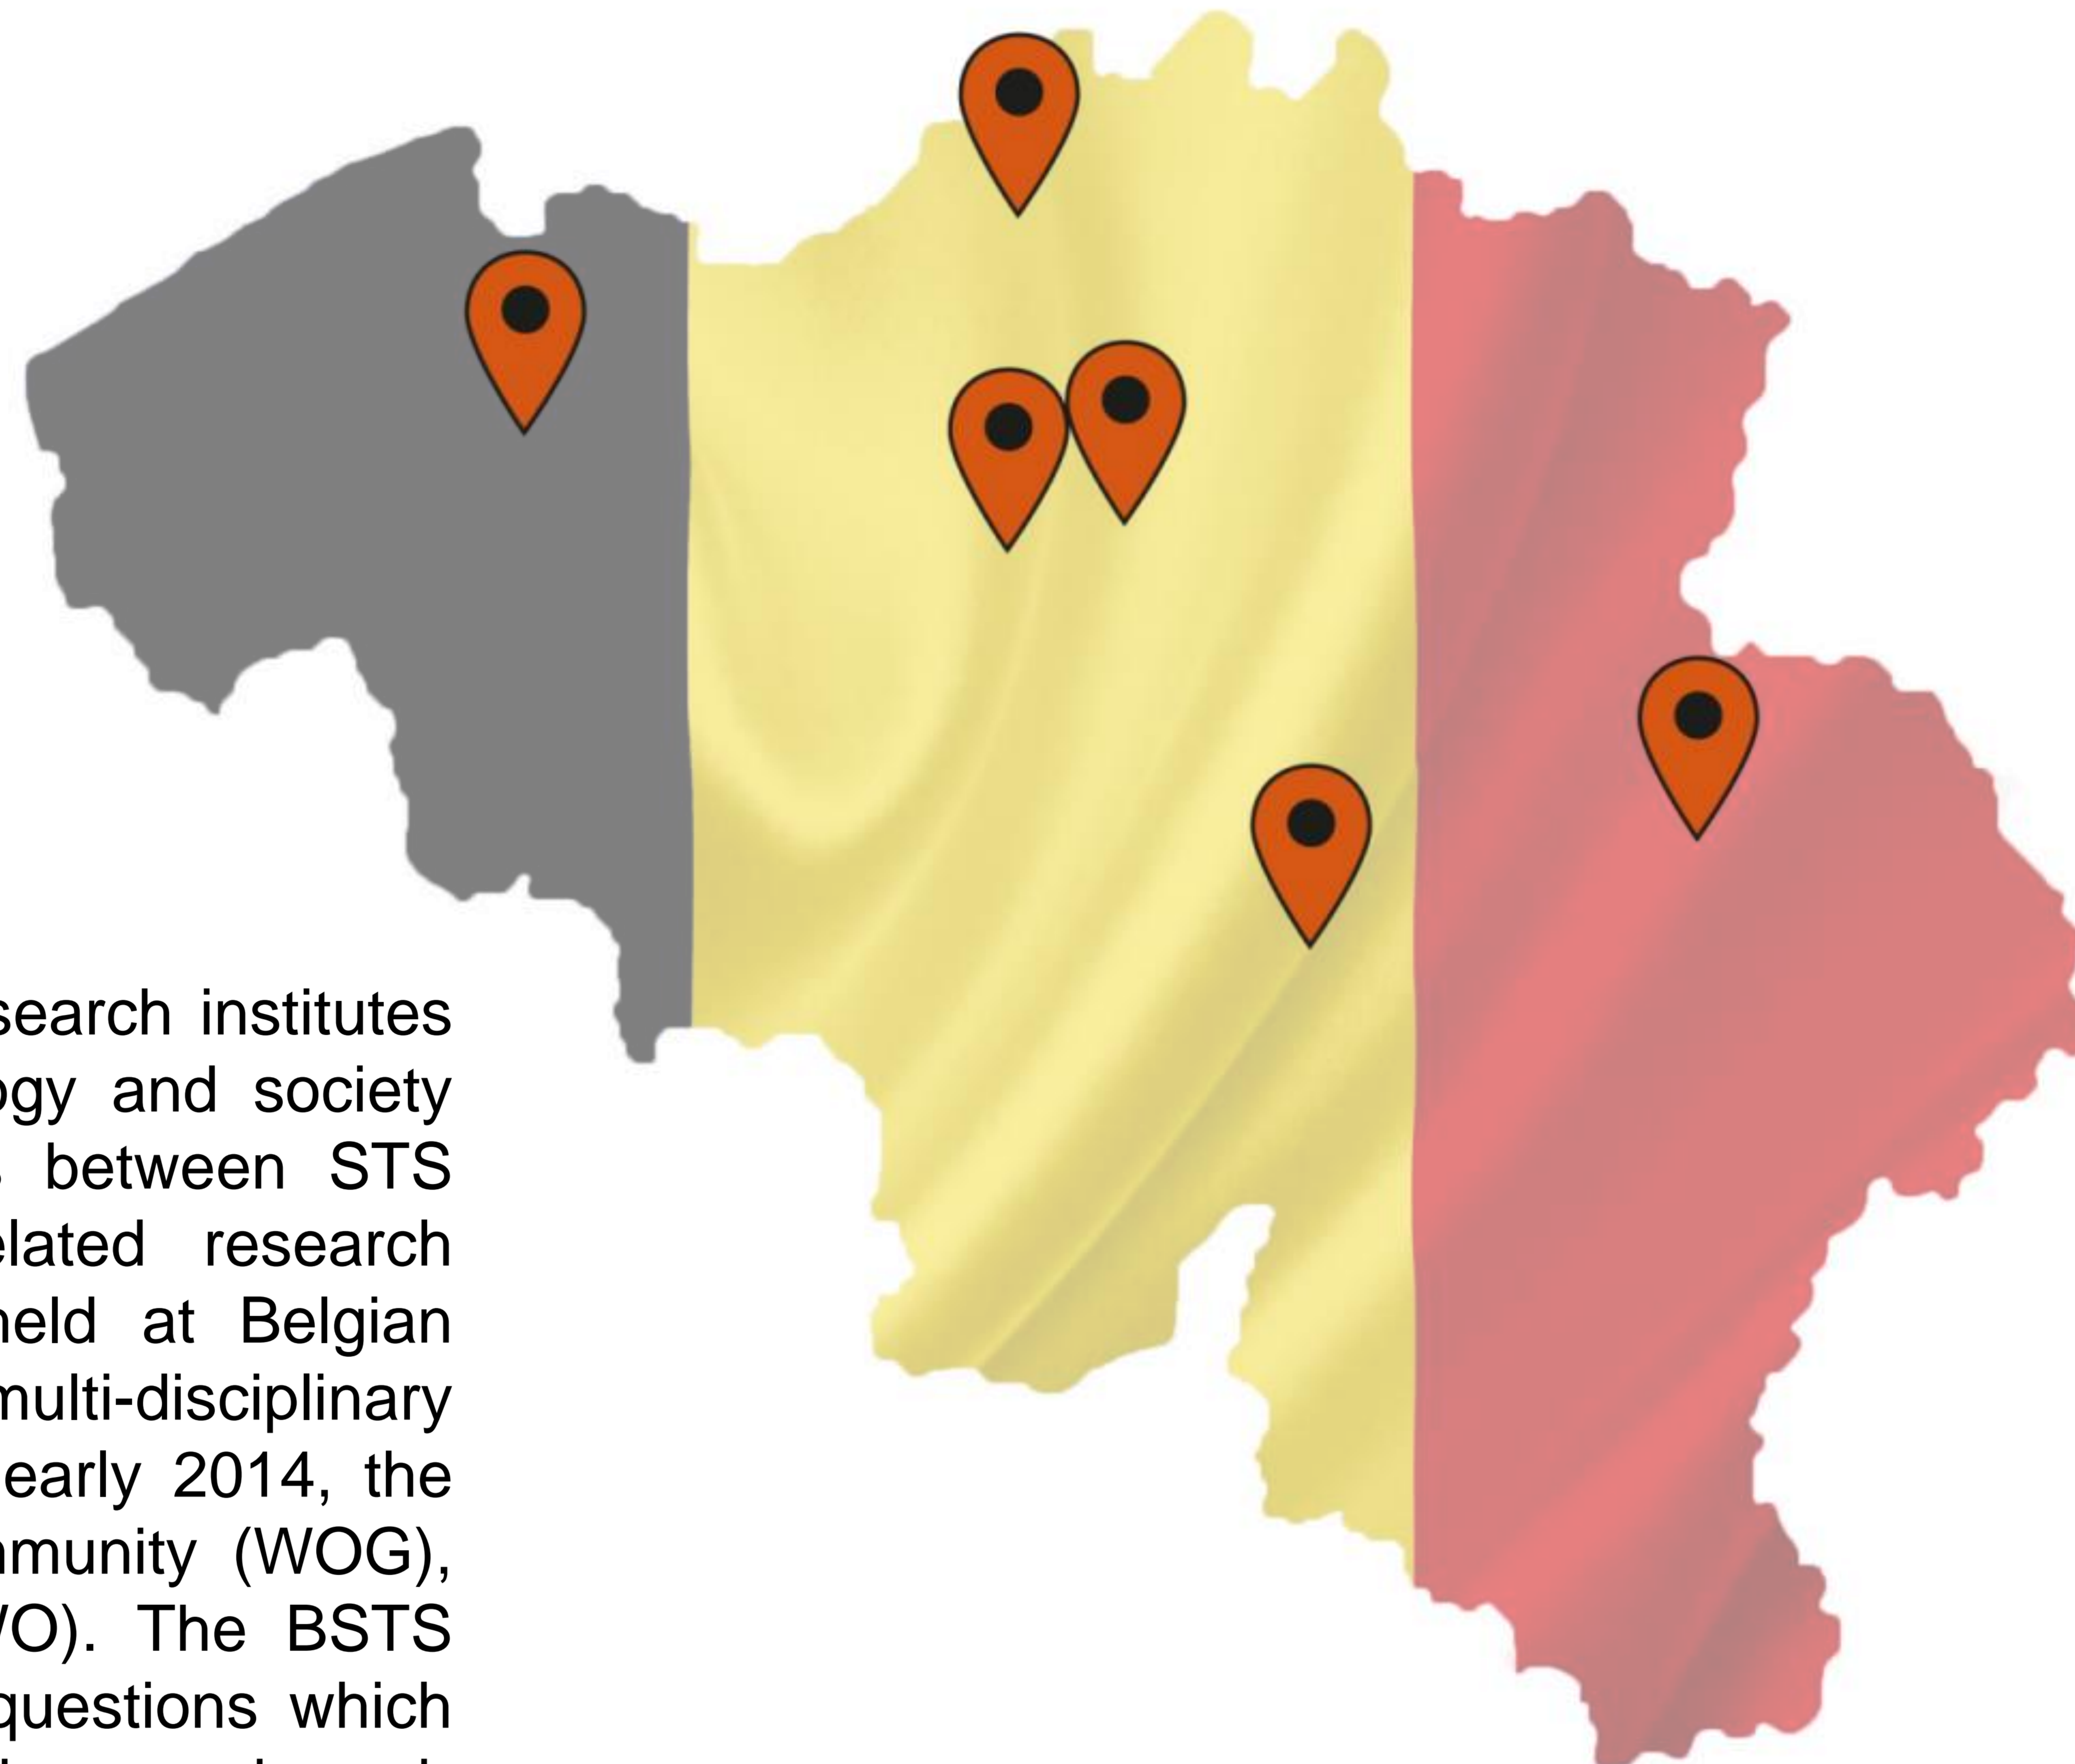 search institutes
ogy and society
between STS
elated research
held at Belgian
multi-disciplinary
early 2014, the
mmunity (WOG),
VO). The BSTS
questions which